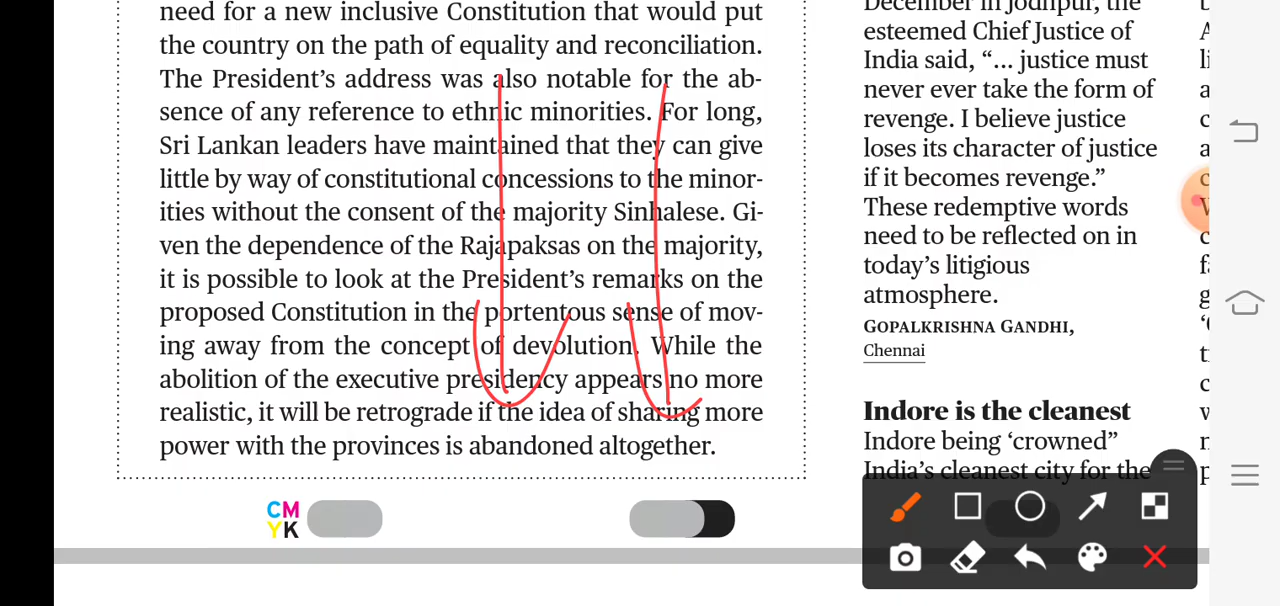 need for a new inclusive Constitution that would put
the country on the path of equality and reconciliation.
The President's address was also notable for the ab-
sence of any reference to ethnic minorities. For long,
Sri Lankan leaders have maintained that they can give
little by way of constitutional concessions to the minor-
ities without the consent of the majority Sinhalese. Gi-
ven the dependence of the Rajapaksas on the majority,
it is possible to look at the President's remarks on the
proposed Constitution in the portentous sense of mov-
ing away from the concept of devolution. While the
abolition of the executive presidency appears no more
realistic, it will be retrograde if the idea of sharing more
power with the provinces is abandoned altogether.
CM
YK
December in Jodhpur, the
esteemed Chief Justice of
India said, “... justice must
never ever take the form of
revenge. I believe justice
loses its character of justice
if it becomes revenge.”
These redemptive words
need to be reflected on in
today's litigious
atmosphere.
GOPALKRISHNA GANDHI,
Chennai
Indore is the cleanest
Indore being ‘crowned”
India's cleanest city for the